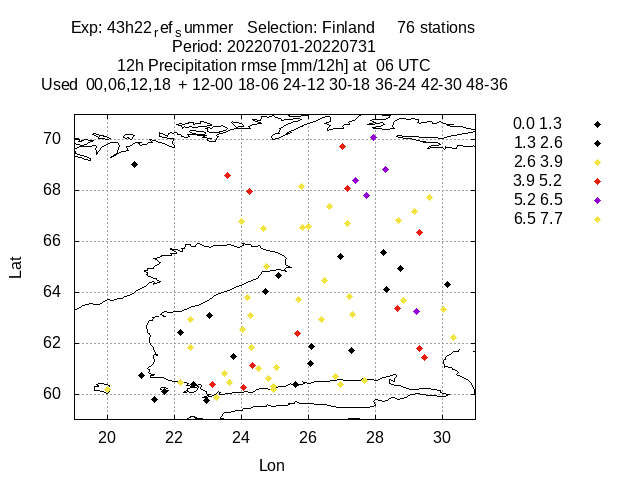 Exp: 43h22ref summer Selection: Finland 76 stations
Period: 20220701-20220731
12h Precipitation rmse [mm/12h] at 06 UTC
Used 00,06,12,18 + 12-00 18-06 24-12 30-18 36-24 42-30 48-36
0.0 1.3
1.3 2.6
2.6 3.9
3.9 5.2
5.2 6.5
6.5 7.7
70
68
66
64
62
60
Lat
20 22 24 26 28 30
Lon